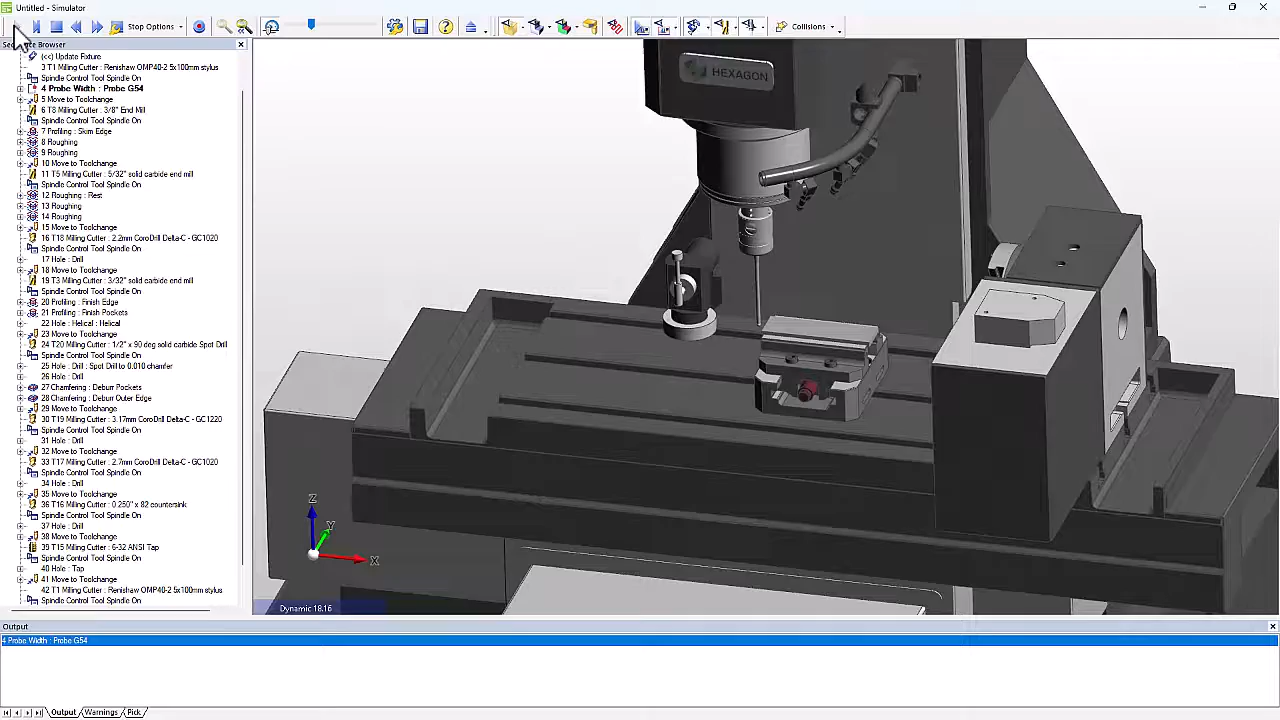 Untitled - Simulator
Stop Options
Collisions
Browser
(<<) Update Fixture
3 T1 Milling Cutter : Renishaw OMP40-2 5x100mm stylus
Spindle Control Tool Spindle On
4 Probe Width : Probe G54
5 Move to Toolchange
6 T8 Milling Cutter : 3/8" End Mill
Spindle Control Tool Spindle On
7 Profiling : Skim Edge
8 Roughing
9 Roughing
10 Move to Toolchange
11 T5 Milling Cutter : 5/32" solid carbide end mill
Spindle Control Tool Spindle On
12 Roughing : Rest
13 Roughing
14 Roughing
15 Move to Toolchange
16 T18 Milling Cutter : 2.2mm CoroDrill Delta-C - GC1020
Spindle Control Tool Spindle On
17 Hole : Drill
18 Move to Toolchange
19 T3 Milling Cutter : 3/32" solid carbide end mill
Spindle Control Tool Spindle On
20 Profiling : Finish Edge
21 Profiling : Finish Pockets
22 Hole : Helical : Helical
23 Move to Toolchange
24 T20 Milling Cutter : 1/2" x 90 deg solid carbide Spot Drill
Spindle Control Tool Spindle On
25 Hole : Drill : Spot Drill to 0.010 chamfer
26 Hole : Drill
27 Chamfering : Deburr Pockets
28 Chamfering : Deburr Outer Edge
29 Move to Toolchange
30 T19 Milling Cutter : 3.17mm CoroDrill Delta-C - GC1220
Spindle Control Tool Spindle On
31 Hole : Drill
32 Move to Toolchange
33 T17 Milling Cutter : 2.7mm CoroDrill Delta-C - GC1020
Spindle Control Tool Spindle On
34 Hole : Drill
35 Move to Toolchange
36 T16 Milling Cutter : 0.250" x 82 countersink
Spindle Control Tool Spindle On
37 Hole : Drill
38 Move to Toolchange
39 T15 Milling Cutter : 6-32 ANSI Tap
Spindle Control Tool Spindle On
40 Hole : Tap
41 Move to Toolchange
42 T1 Milling Cutter : Renishaw OMP40-2 5x100mm stylus
Spindle Control Tool Spindle On
HEXAGON
Z
Y
X
Dynamic 18.16
Output
4 Probe Width : Probe G54
Output
Warnings
Pick